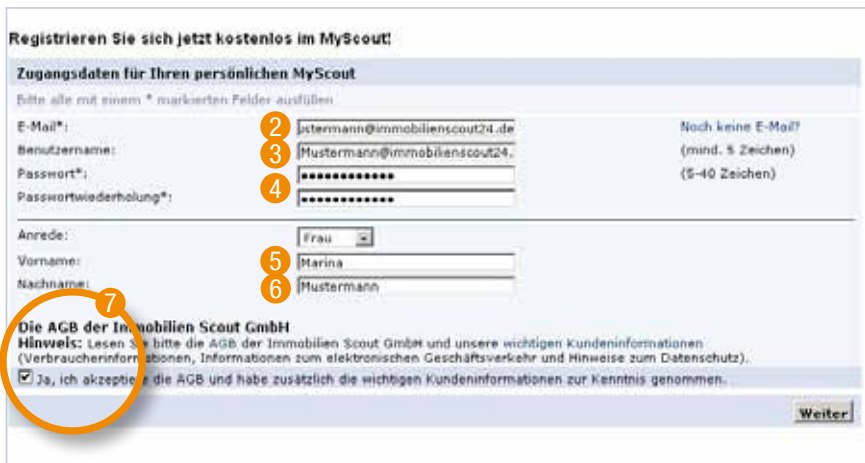 Registrieren Sie sich jetzt kostenlos im MyScout!
Zugangsdaten für Ihren persönlichen MyScout
Bitte alle mit einem * markierten Felder ausfüllen
E-Mail*: 2 ustermann@immobilienscout24.de Noch keine E-Mail?
Benutzername: 3 Mustermann@immobilienscout24. (mind. 5 Zeichen)
Passwort*: 4 •••••••••••• (5-40 Zeichen)
Passwortwiederholung*: ••••••••••••
Anrede: Frau
Vorname: 5 Marina
Nachname: 6 Mustermann
7
Die AGB der Immobilien Scout GmbH
Hinweis: Lesen Sie bitte die AGB der Immobilien Scout GmbH und unsere wichtigen Kundeninformationen
(Verbraucherinformationen, Informationen zum elektronischen Geschäftsverkehr und Hinweise zum Datenschutz).
Ja, ich akzeptiere die AGB und habe zusätzlich die wichtigen Kundeninformationen zur Kenntnis genommen.
Weiter